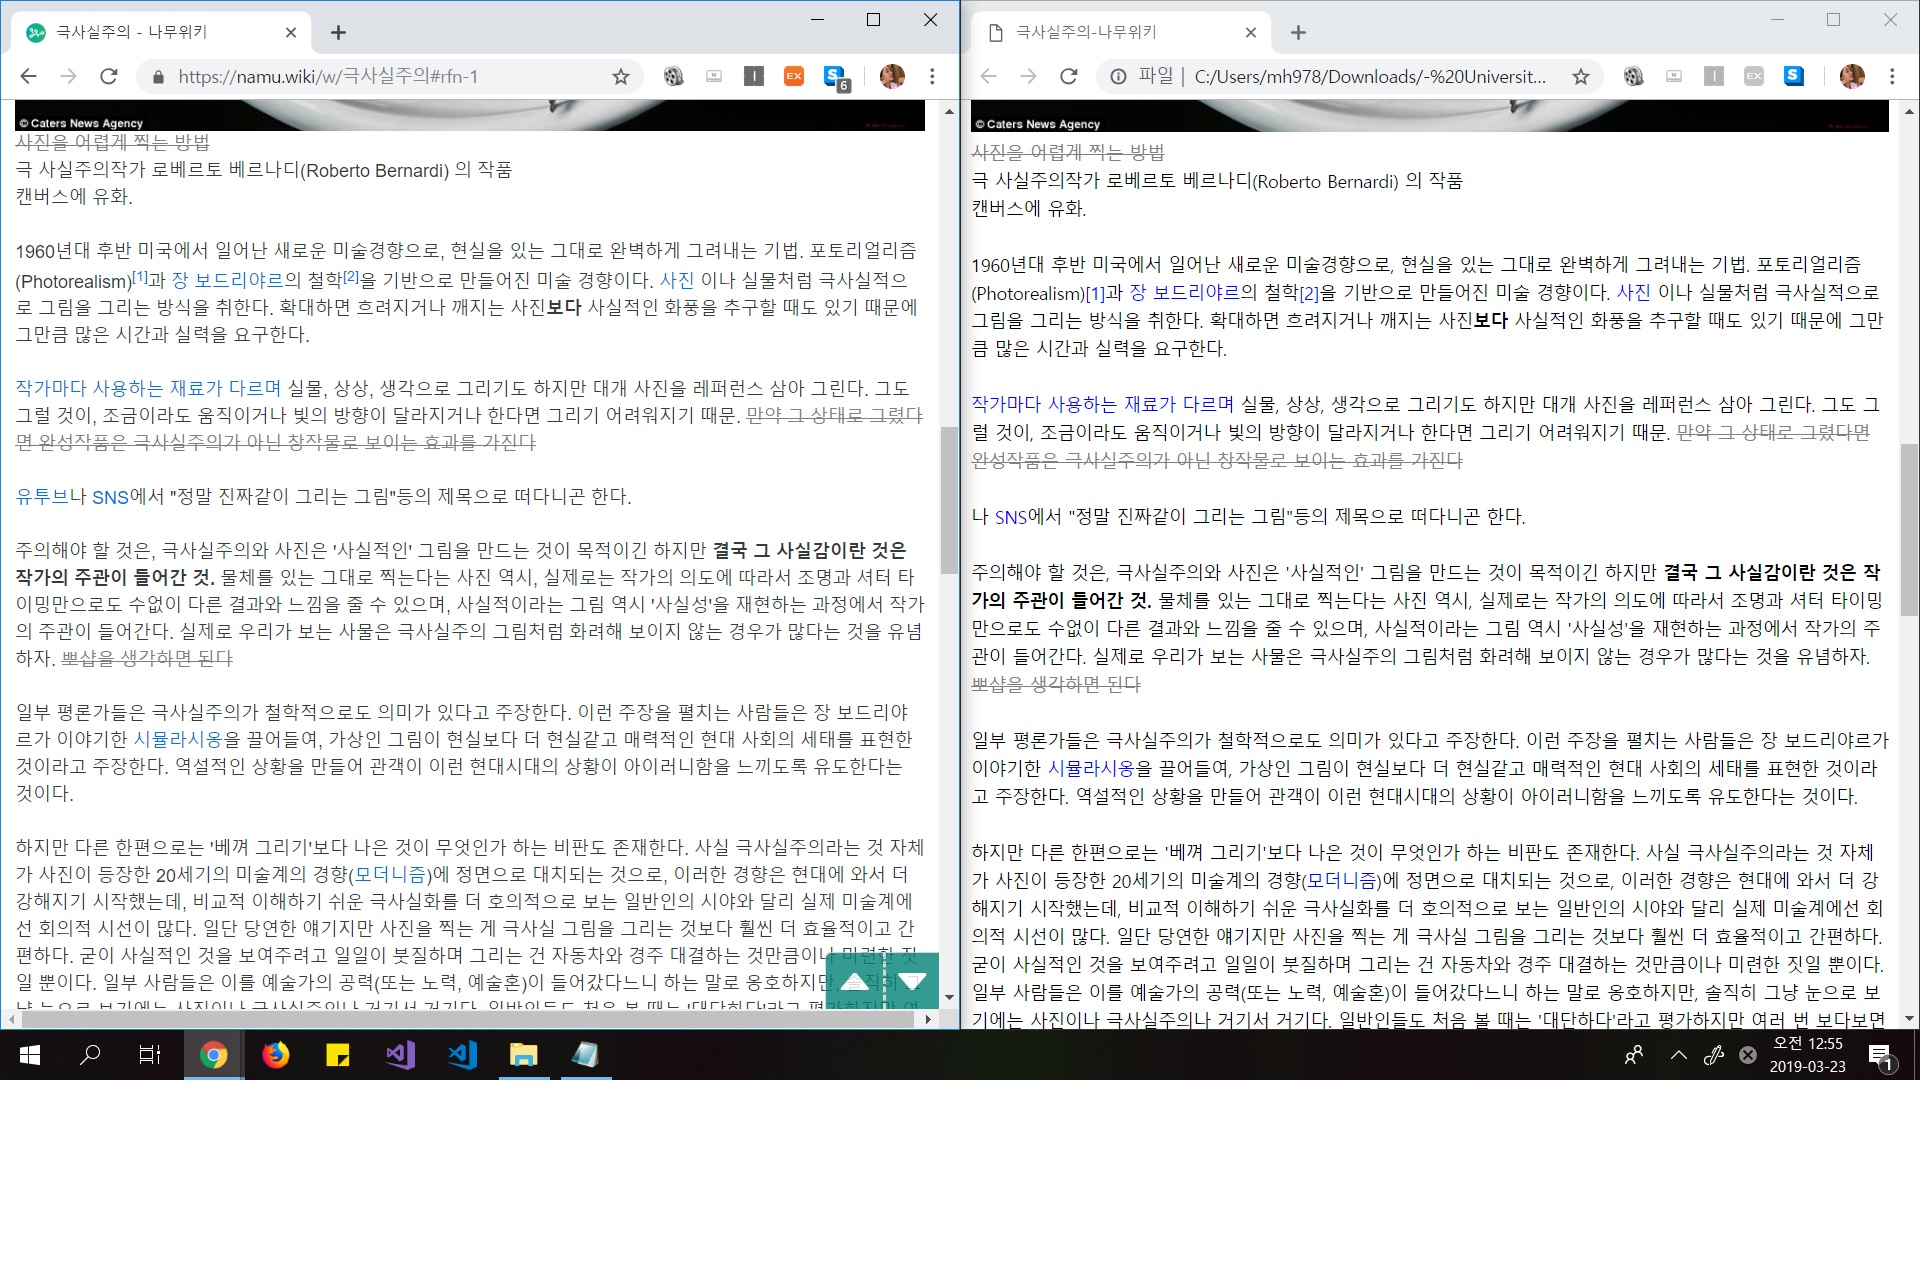 극사실주의 - 나무위키
https://namu.wiki/w/극사실주의#rfn-1
EX
6
© Caters News Agency
사진을 어렵게 찍는 방법
극 사실주의작가 로베르토 베르나디(Roberto Bernardi) 의 작품
캔버스에 유화.
1960년대 후반 미국에서 일어난 새로운 미술경향으로, 현실을 있는 그대로 완벽하게 그려내는 기법. 포토리얼리즘
(Photorealism)[1]과 장 보드리야르의 철학[2]을 기반으로 만들어진 미술 경향이다. 사진 이나 실물처럼 극사실적으
로 그림을 그리는 방식을 취한다. 확대하면 흐려지거나 깨지는 사진보다 사실적인 화풍을 추구할 때도 있기 때문에
그만큼 많은 시간과 실력을 요구한다.
작가마다 사용하는 재료가 다르며 실물, 상상, 생각으로 그리기도 하지만 대개 사진을 레퍼런스 삼아 그린다. 그도
그럴 것이, 조금이라도 움직이거나 빛의 방향이 달라지거나 한다면 그리기 어려워지기 때문. 만약 그 상태로 그렸다
면 완성작품은 극사실주의가 아닌 창작물로 보이는 효과를 가진다
유투브나 SNS에서 "정말 진짜같이 그리는 그림"등의 제목으로 떠다니곤 한다.
주의해야 할 것은, 극사실주의와 사진은 '사실적인' 그림을 만드는 것이 목적이긴 하지만 결국 그 사실감이란 것은
작가의 주관이 들어간 것. 물체를 있는 그대로 찍는다는 사진 역시, 실제로는 작가의 의도에 따라서 조명과 셔터 타
이밍만으로도 수없이 다른 결과와 느낌을 줄 수 있으며, 사실적이라는 그림 역시 '사실성'을 재현하는 과정에서 작가
의 주관이 들어간다. 실제로 우리가 보는 사물은 극사실주의 그림처럼 화려해 보이지 않는 경우가 많다는 것을 유념
하자. 뽀샵을 생각하면 된다
일부 평론가들은 극사실주의가 철학적으로도 의미가 있다고 주장한다. 이런 주장을 펼치는 사람들은 장 보드리야
르가 이야기한 시뮬라시옹을 끌어들여, 가상인 그림이 현실보다 더 현실같고 매력적인 현대 사회의 세태를 표현한
것이라고 주장한다. 역설적인 상황을 만들어 관객이 이런 현대시대의 상황이 아이러니함을 느끼도록 유도한다는
것이다.
하지만 다른 한편으로는 '베껴 그리기'보다 나은 것이 무엇인가 하는 비판도 존재한다. 사실 극사실주의라는 것 자체
가 사진이 등장한 20세기의 미술계의 경향(모더니즘)에 정면으로 대치되는 것으로, 이러한 경향은 현대에 와서 더
강해지기 시작했는데, 비교적 이해하기 쉬운 극사실화를 더 호의적으로 보는 일반인의 시야와 달리 실제 미술계에
선 회의적 시선이 많다. 일단 당연한 얘기지만 사진을 찍는 게 극사실 그림을 그리는 것보다 훨씬 더 효율적이고 간
편하다. 굳이 사실적인 것을 보여주려고 일일이 붓질하며 그리는 건 자동차와 경주 대결하는 것만큼이나 미련한 짓
일 뿐이다. 일부 사람들은 이를 예술가의 공력(또는 노력, 예술혼)이 들어갔다느니 하는 말로 옹호하지만, 솔직히 그
냥 눈으로 보기에는 사진이나 극사실주의나 거기서 거기다. 일반인들도 처음 볼 때는 '대단하다'라고 평가하지만 여
극사실주의-나무위키
파일 | C:/Users/mh978/Downloads/-%20Universit...
EX
© Caters News Agency
사진을 어렵게 찍는 방법
극 사실주의작가 로베르토 베르나디(Roberto Bernardi) 의 작품
캔버스에 유화.
1960년대 후반 미국에서 일어난 새로운 미술경향으로, 현실을 있는 그대로 완벽하게 그려내는 기법. 포토리얼리즘
(Photorealism)[1]과 장 보드리야르의 철학[2]을 기반으로 만들어진 미술 경향이다. 사진 이나 실물처럼 극사실적으로
그림을 그리는 방식을 취한다. 확대하면 흐려지거나 깨지는 사진보다 사실적인 화풍을 추구할 때도 있기 때문에 그만
큼 많은 시간과 실력을 요구한다.
작가마다 사용하는 재료가 다르며 실물, 상상, 생각으로 그리기도 하지만 대개 사진을 레퍼런스 삼아 그린다. 그도 그
럴 것이, 조금이라도 움직이거나 빛의 방향이 달라지거나 한다면 그리기 어려워지기 때문. 만약 그 상태로 그렸다면
완성작품은 극사실주의가 아닌 창작물로 보이는 효과를 가진다
나 SNS에서 "정말 진짜같이 그리는 그림"등의 제목으로 떠다니곤 한다.
주의해야 할 것은, 극사실주의와 사진은 '사실적인' 그림을 만드는 것이 목적이긴 하지만 결국 그 사실감이란 것은 작
가의 주관이 들어간 것. 물체를 있는 그대로 찍는다는 사진 역시, 실제로는 작가의 의도에 따라서 조명과 셔터 타이밍
만으로도 수없이 다른 결과와 느낌을 줄 수 있으며, 사실적이라는 그림 역시 '사실성'을 재현하는 과정에서 작가의 주
관이 들어간다. 실제로 우리가 보는 사물은 극사실주의 그림처럼 화려해 보이지 않는 경우가 많다는 것을 유념하자.
뽀샵을 생각하면 된다
일부 평론가들은 극사실주의가 철학적으로도 의미가 있다고 주장한다. 이런 주장을 펼치는 사람들은 장 보드리야르가
이야기한 시뮬라시옹을 끌어들여, 가상인 그림이 현실보다 더 현실같고 매력적인 현대 사회의 세태를 표현한 것이라
고 주장한다. 역설적인 상황을 만들어 관객이 이런 현대시대의 상황이 아이러니함을 느끼도록 유도한다는 것이다.
하지만 다른 한편으로는 '베껴 그리기'보다 나은 것이 무엇인가 하는 비판도 존재한다. 사실 극사실주의라는 것 자체
가 사진이 등장한 20세기의 미술계의 경향(모더니즘)에 정면으로 대치되는 것으로, 이러한 경향은 현대에 와서 더 강
해지기 시작했는데, 비교적 이해하기 쉬운 극사실화를 더 호의적으로 보는 일반인의 시야와 달리 실제 미술계에선 회
의적 시선이 많다. 일단 당연한 얘기지만 사진을 찍는 게 극사실 그림을 그리는 것보다 훨씬 더 효율적이고 간편하다.
굳이 사실적인 것을 보여주려고 일일이 붓질하며 그리는 건 자동차와 경주 대결하는 것만큼이나 미련한 짓일 뿐이다.
일부 사람들은 이를 예술가의 공력(또는 노력, 예술혼)이 들어갔다느니 하는 말로 옹호하지만, 솔직히 그냥 눈으로 보
기에는 사진이나 극사실주의나 거기서 거기다. 일반인들도 처음 볼 때는 '대단하다'라고 평가하지만 여러 번 보다보면
오전 12:55
2019-03-23
1